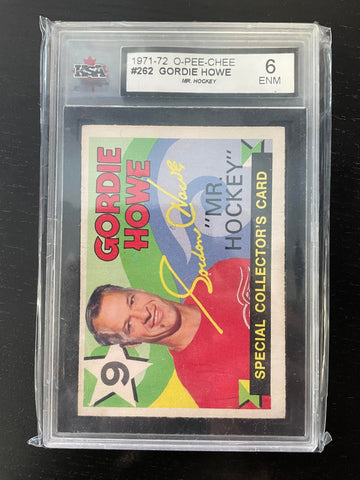 KSA
1971-72 O-PEE-CHEE
#262 GORDIE HOWE
MR. HOCKEY
6
ENM
GORDIE
HOWE
Gordon Howe
"MR.
HOCKEY"
SPECIAL COLLECTOR'S CARD
9